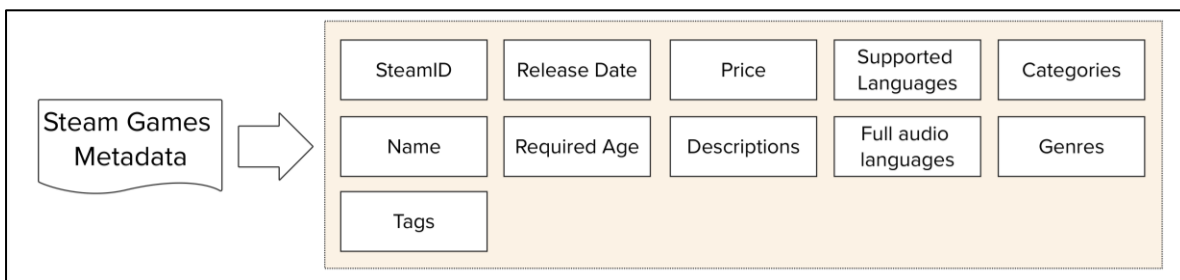 Steam Games
Metadata
SteamID
Release Date
Price
Supported
Languages
Categories
Name
Required Age
Descriptions
Full audio
languages
Genres
Tags